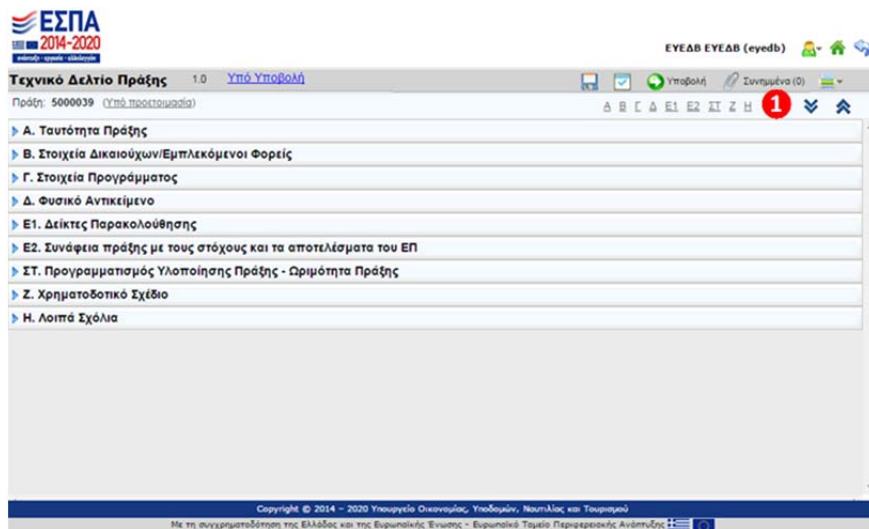 ΕΣΠΑ
2014-2020
ανάπτυξη - εργασία - αλληλεγγύη
ΕΥΕΔΒ ΕΥΕΔΒ (eyedb)
Τεχνικό Δελτίο Πράξης 1.0 Υπό Υποβολή Υποβολή Συνημμένα (0)
Πράξη: 5000039 (Υπό προετοιμασία) Α Β Γ Δ Ε1 Ε2 ΣΤ Ζ Η 1
Α. Ταυτότητα Πράξης
Β. Στοιχεία Δικαιούχων/Εμπλεκόμενοι Φορείς
Γ. Στοιχεία Προγράμματος
Δ. Φυσικό Αντικείμενο
Ε1. Δείκτες Παρακολούθησης
Ε2. Συνάφεια πράξης με τους στόχους και τα αποτελέσματα του ΕΠ
ΣΤ. Προγραμματισμός Υλοποίησης Πράξης - Ωριμότητα Πράξης
Ζ. Χρηματοδοτικό Σχέδιο
Η. Λοιπά Σχόλια
Copyright © 2014 – 2020 Υπουργείο Οικονομίας, Υποδομών, Ναυτιλίας και Τουρισμού
Με τη συγχρηματοδότηση της Ελλάδας και της Ευρωπαϊκής Ένωσης - Ευρωπαϊκό Ταμείο Περιφερειακής Ανάπτυξης